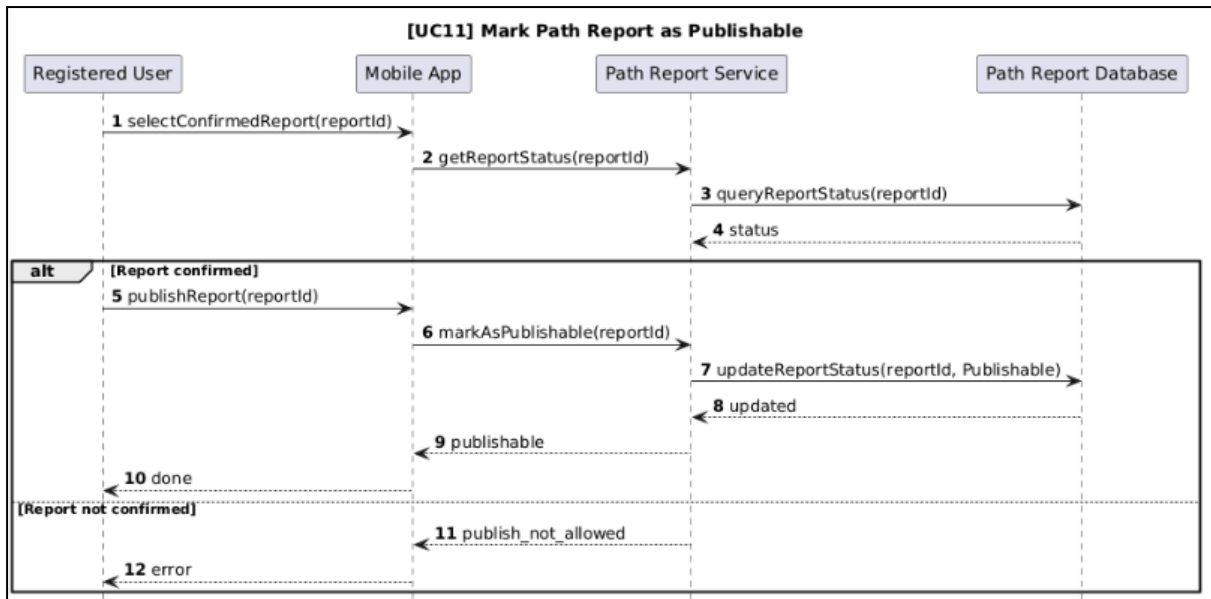 [UC11] Mark Path Report as Publishable
Registered User
Mobile App
Path Report Service
Path Report Database
1 selectConfirmedReport(reportId)
2 getReportStatus(reportId)
3 queryReportStatus(reportId)
4 status
alt [Report confirmed]
5 publishReport(reportId)
6 markAsPublishable(reportId)
7 updateReportStatus(reportId, Publishable)
8 updated
9 publishable
10 done
[Report not confirmed]
11 publish_not_allowed
12 error